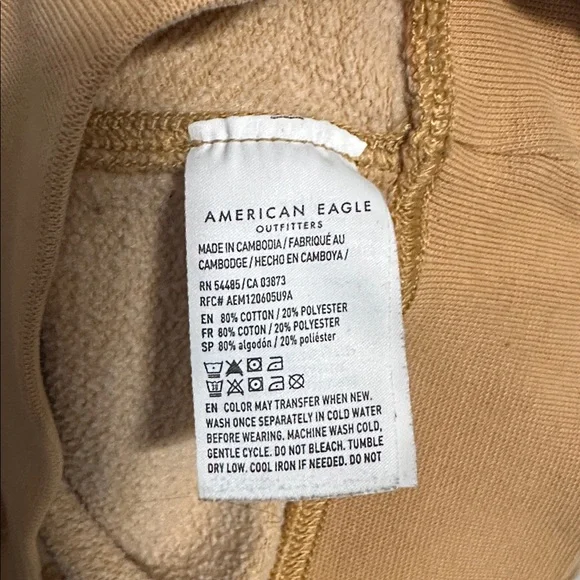 AMERICAN EAGLE
OUTFITTERS
MADE IN CAMBODIA / FABRIQUÉ AU
CAMBODGE / HECHO EN CAMBOYA /
RN 54485 / CA 03873
RFC# AEM120605U9A
EN 80% COTTON / 20% POLYESTER
FR 80% COTON / 20% POLYESTER
SP 80% algodón / 20% poliéster
EN COLOR MAY TRANSFER WHEN NEW.
WASH ONCE SEPARATELY IN COLD WATER
BEFORE WEARING. MACHINE WASH COLD,
GENTLE CYCLE. DO NOT BLEACH. TUMBLE
DRY LOW. COOL IRON IF NEEDED. DO NOT